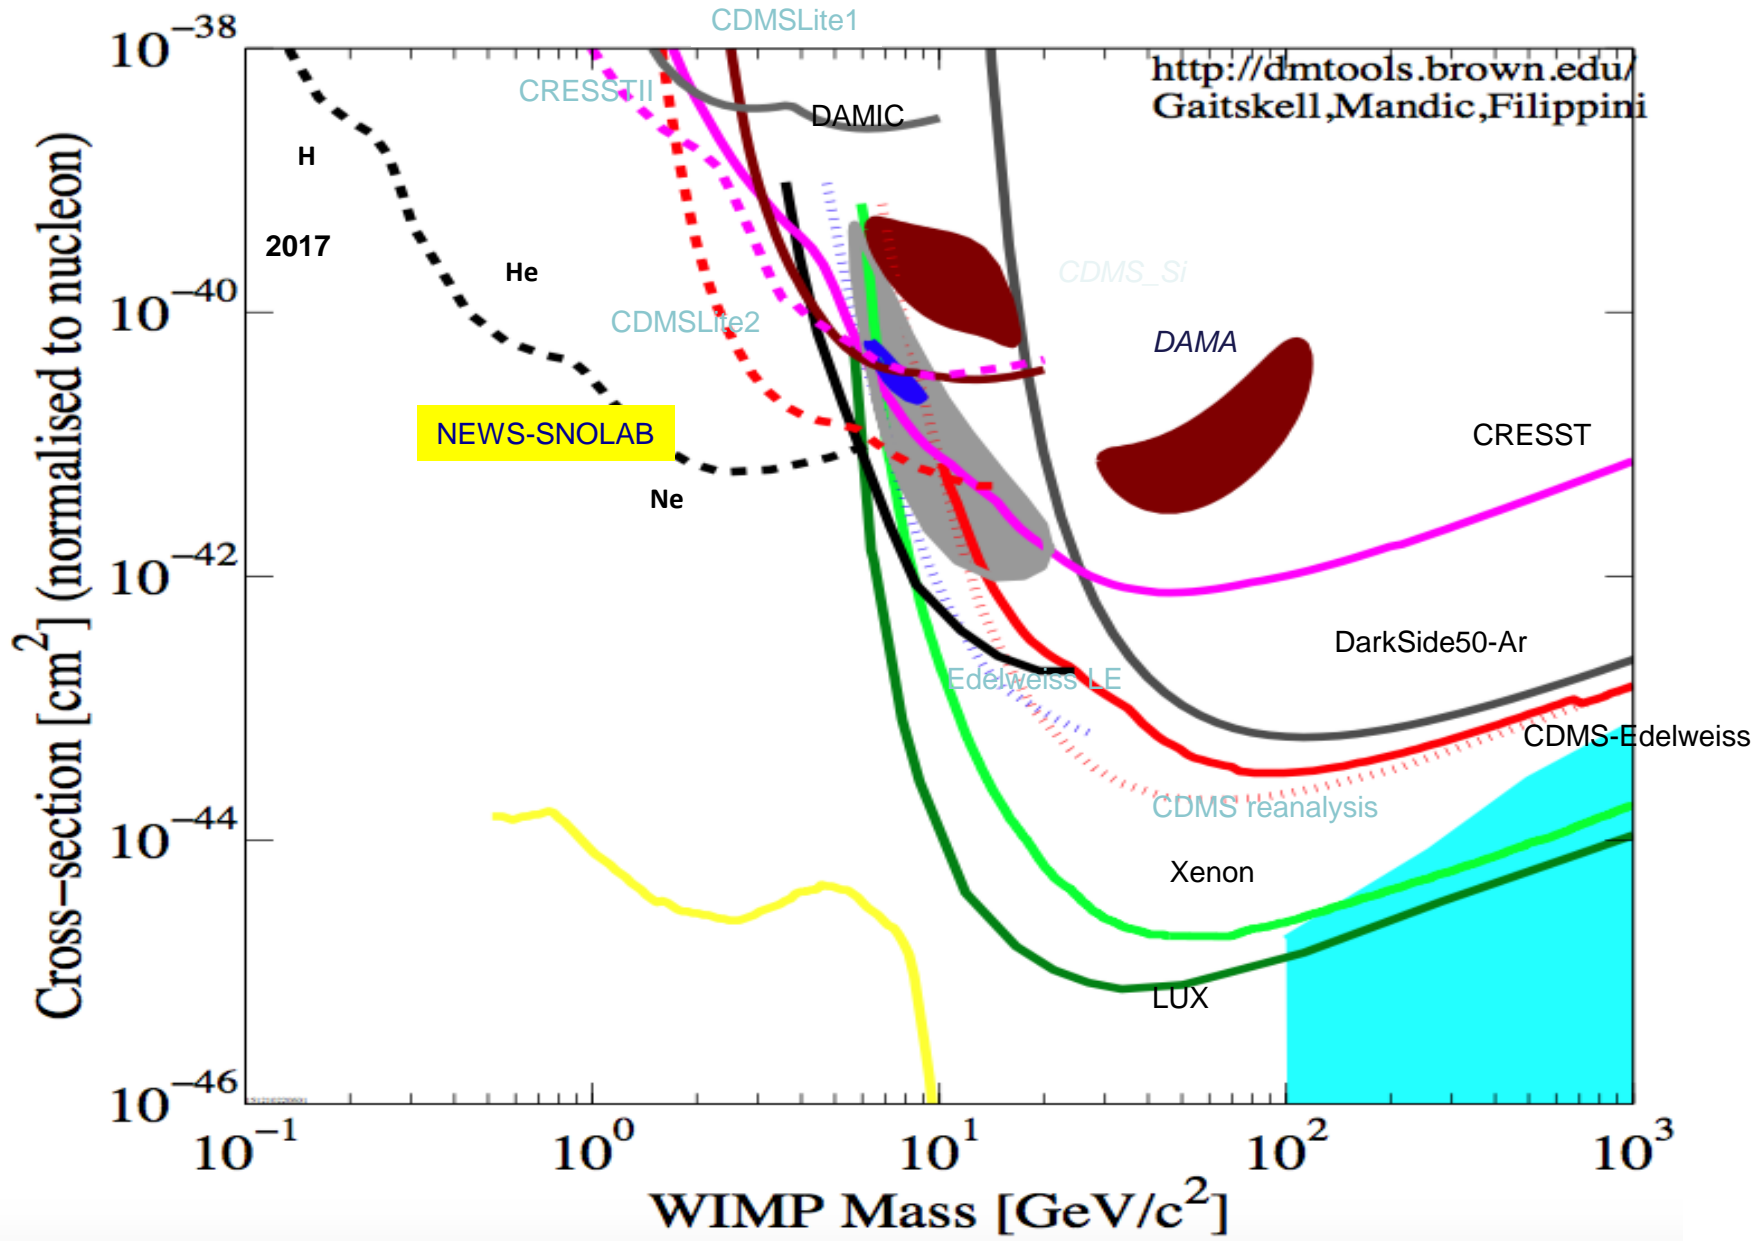 CDMSLite1
10^−38
http://dmtools.brown.edu/
Gaitskell,Mandic,Filippini
CRESSTII
DAMIC
H
2017
He
CDMS_Si
10^−40
CDMSLite2
DAMA
NEWS-SNOLAB
CRESST
Ne
10^−42
DarkSide50-Ar
Edelweiss LE
CDMS-Edelweiss
CDMS reanalysis
10^−44
Xenon
LUX
10^−46
10^−1
10^0
10^1
10^2
10^3
WIMP Mass [GeV/c^2]
Cross−section [cm^2] (normalised to nucleon)